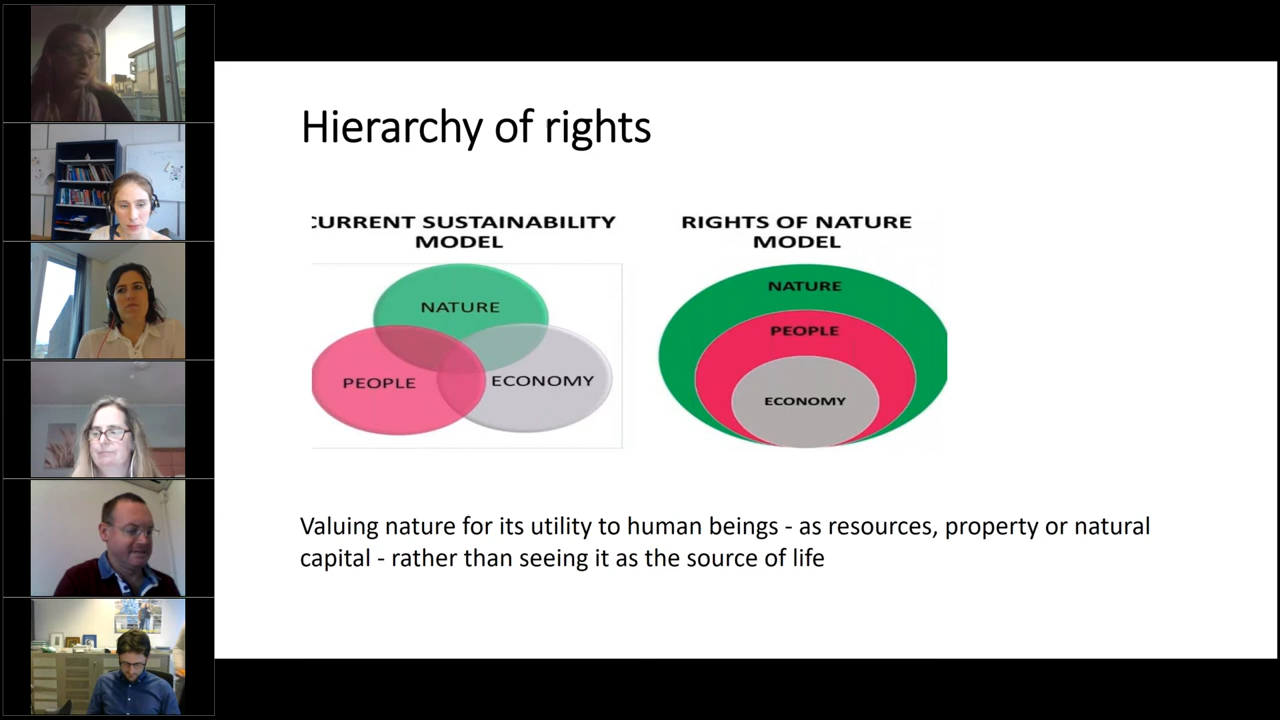 Hierarchy of rights
CURRENT SUSTAINABILITY
MODEL
NATURE
PEOPLE
ECONOMY
RIGHTS OF NATURE
MODEL
NATURE
PEOPLE
ECONOMY
Valuing nature for its utility to human beings - as resources, property or natural
capital - rather than seeing it as the source of life